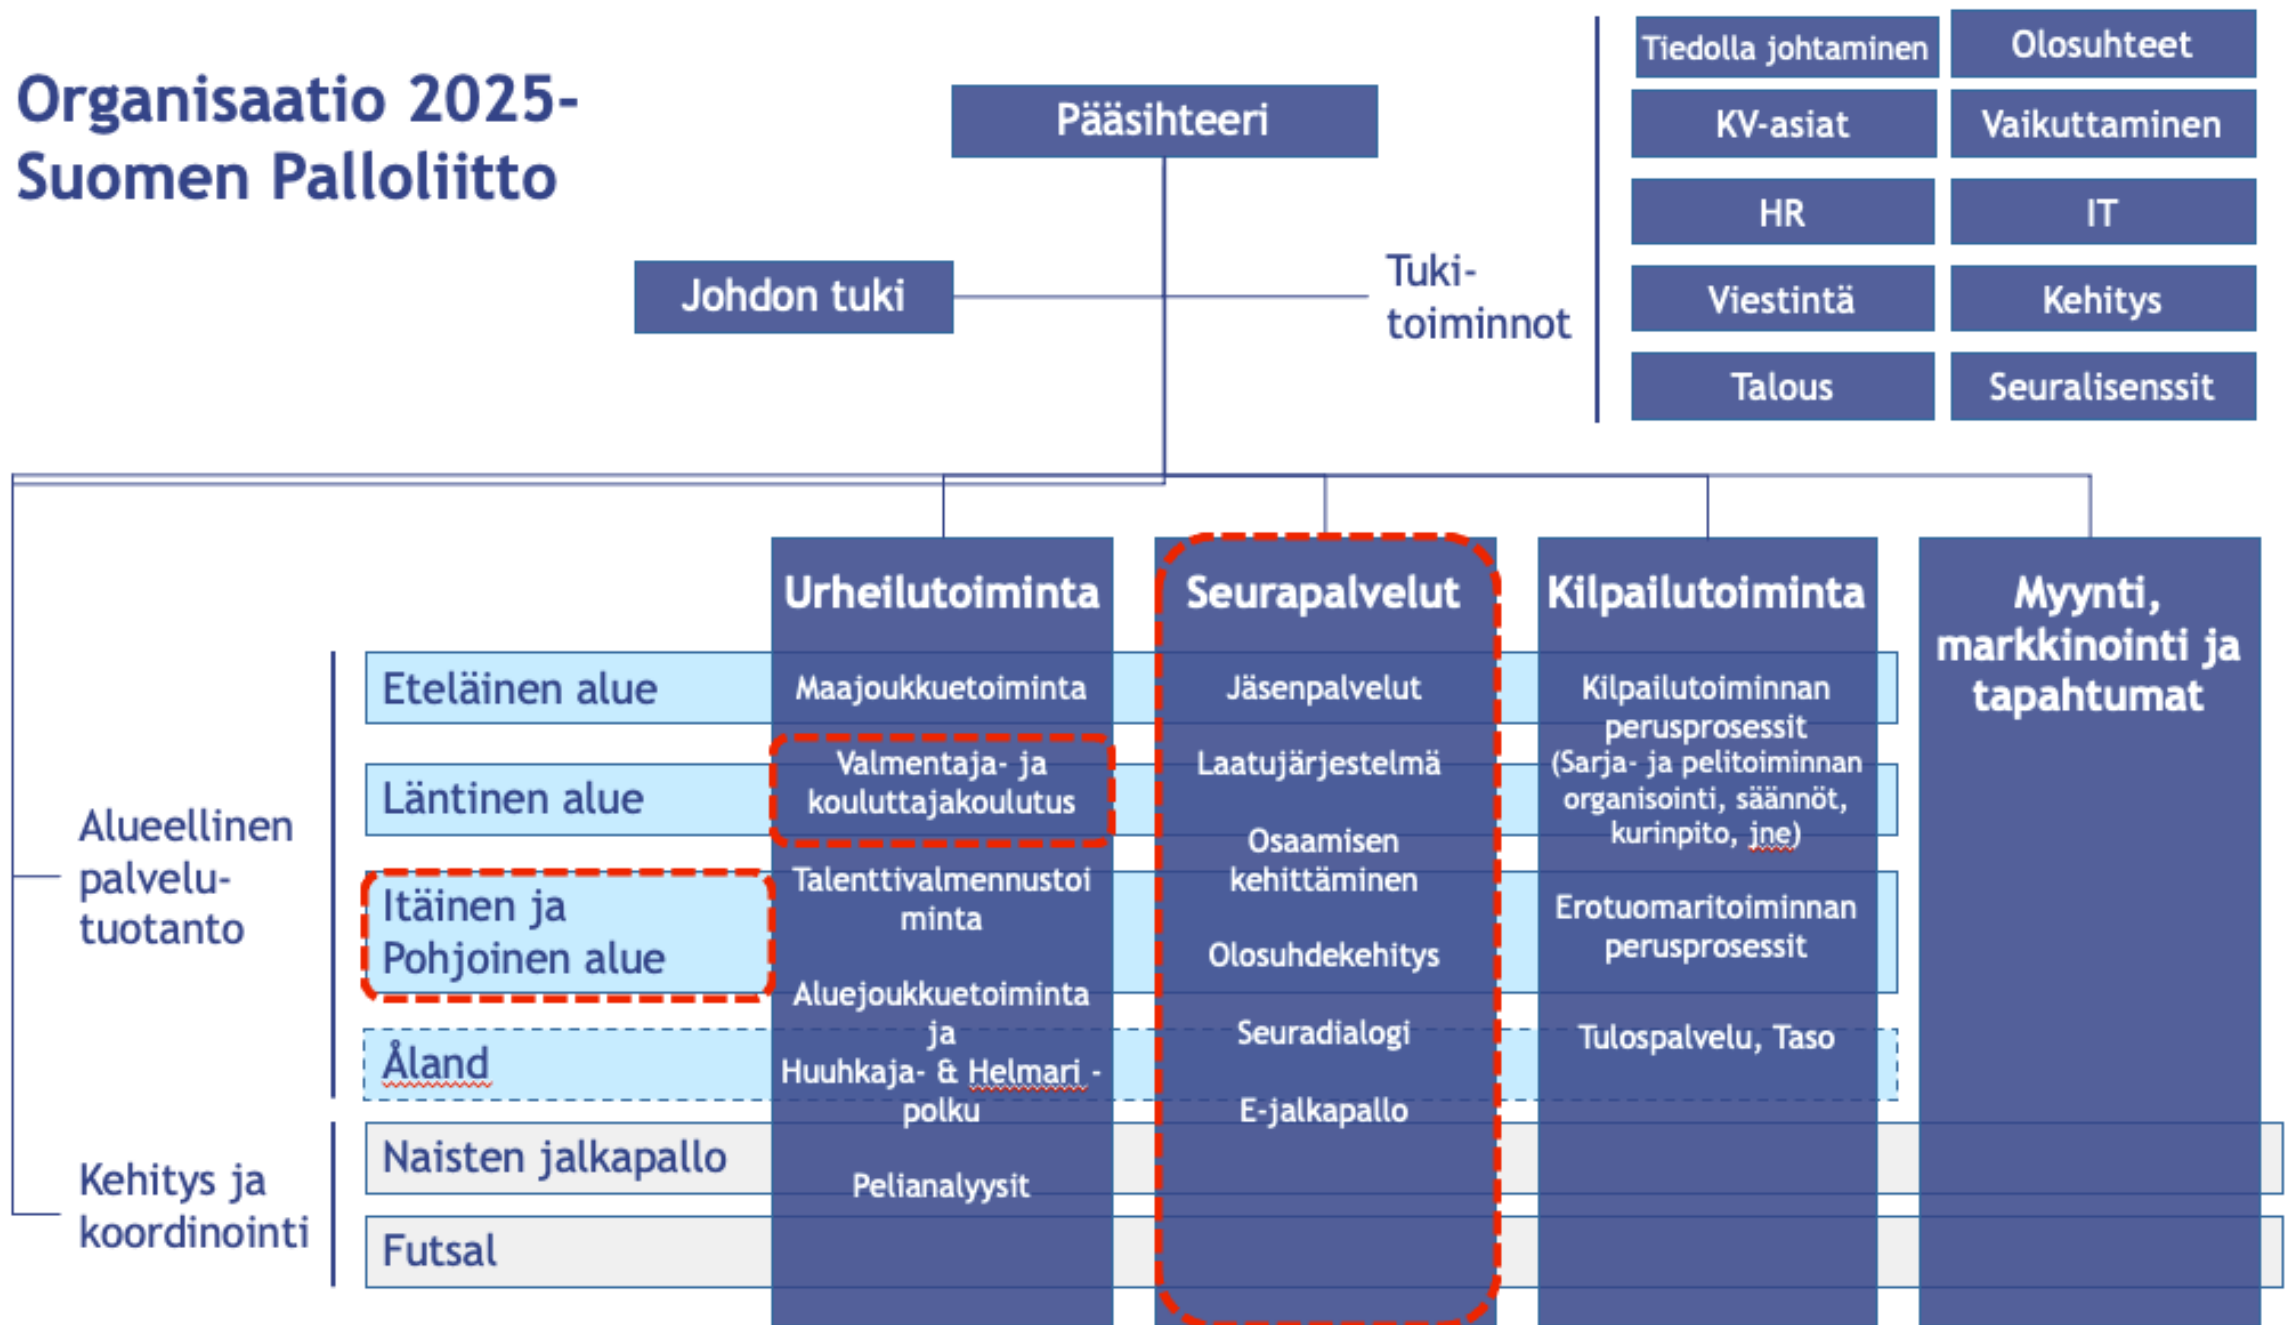 Organisaatio 2025-
Suomen Palloliitto
Pääsihteeri
Johdon tuki
Tuki-
toiminnot
Tiedolla johtaminen
Olosuhteet
KV-asiat
Vaikuttaminen
HR
IT
Viestintä
Kehitys
Talous
Seuralisenssit
Alueellinen
palvelu-
tuotanto
Eteläinen alue
Läntinen alue
Itäinen ja
Pohjoinen alue
Åland
Kehitys ja
koordinointi
Naisten jalkapallo
Futsal
Urheilutoiminta
Maajoukkuetoiminta
Valmentaja- ja
kouluttajakoulutus
Talenttivalmennustoi
minta
Aluejoukkuetoiminta
ja
Huuhkaja- & Helmari -
polku
Pelianalyysit
Seurapalvelut
Jäsenpalvelut
Laatujärjestelmä
Osaamisen
kehittäminen
Olosuhdekehitys
Seuradialogi
E-jalkapallo
Kilpailutoiminta
Kilpailutoiminnan
perusprosessit
(Sarja- ja pelitoiminnan
organisointi, säännöt,
kurinpito, jne)
Erotuomaritoiminnan
perusprosessit
Tulospalvelu, Taso
Myynti,
markkinointi ja
tapahtumat